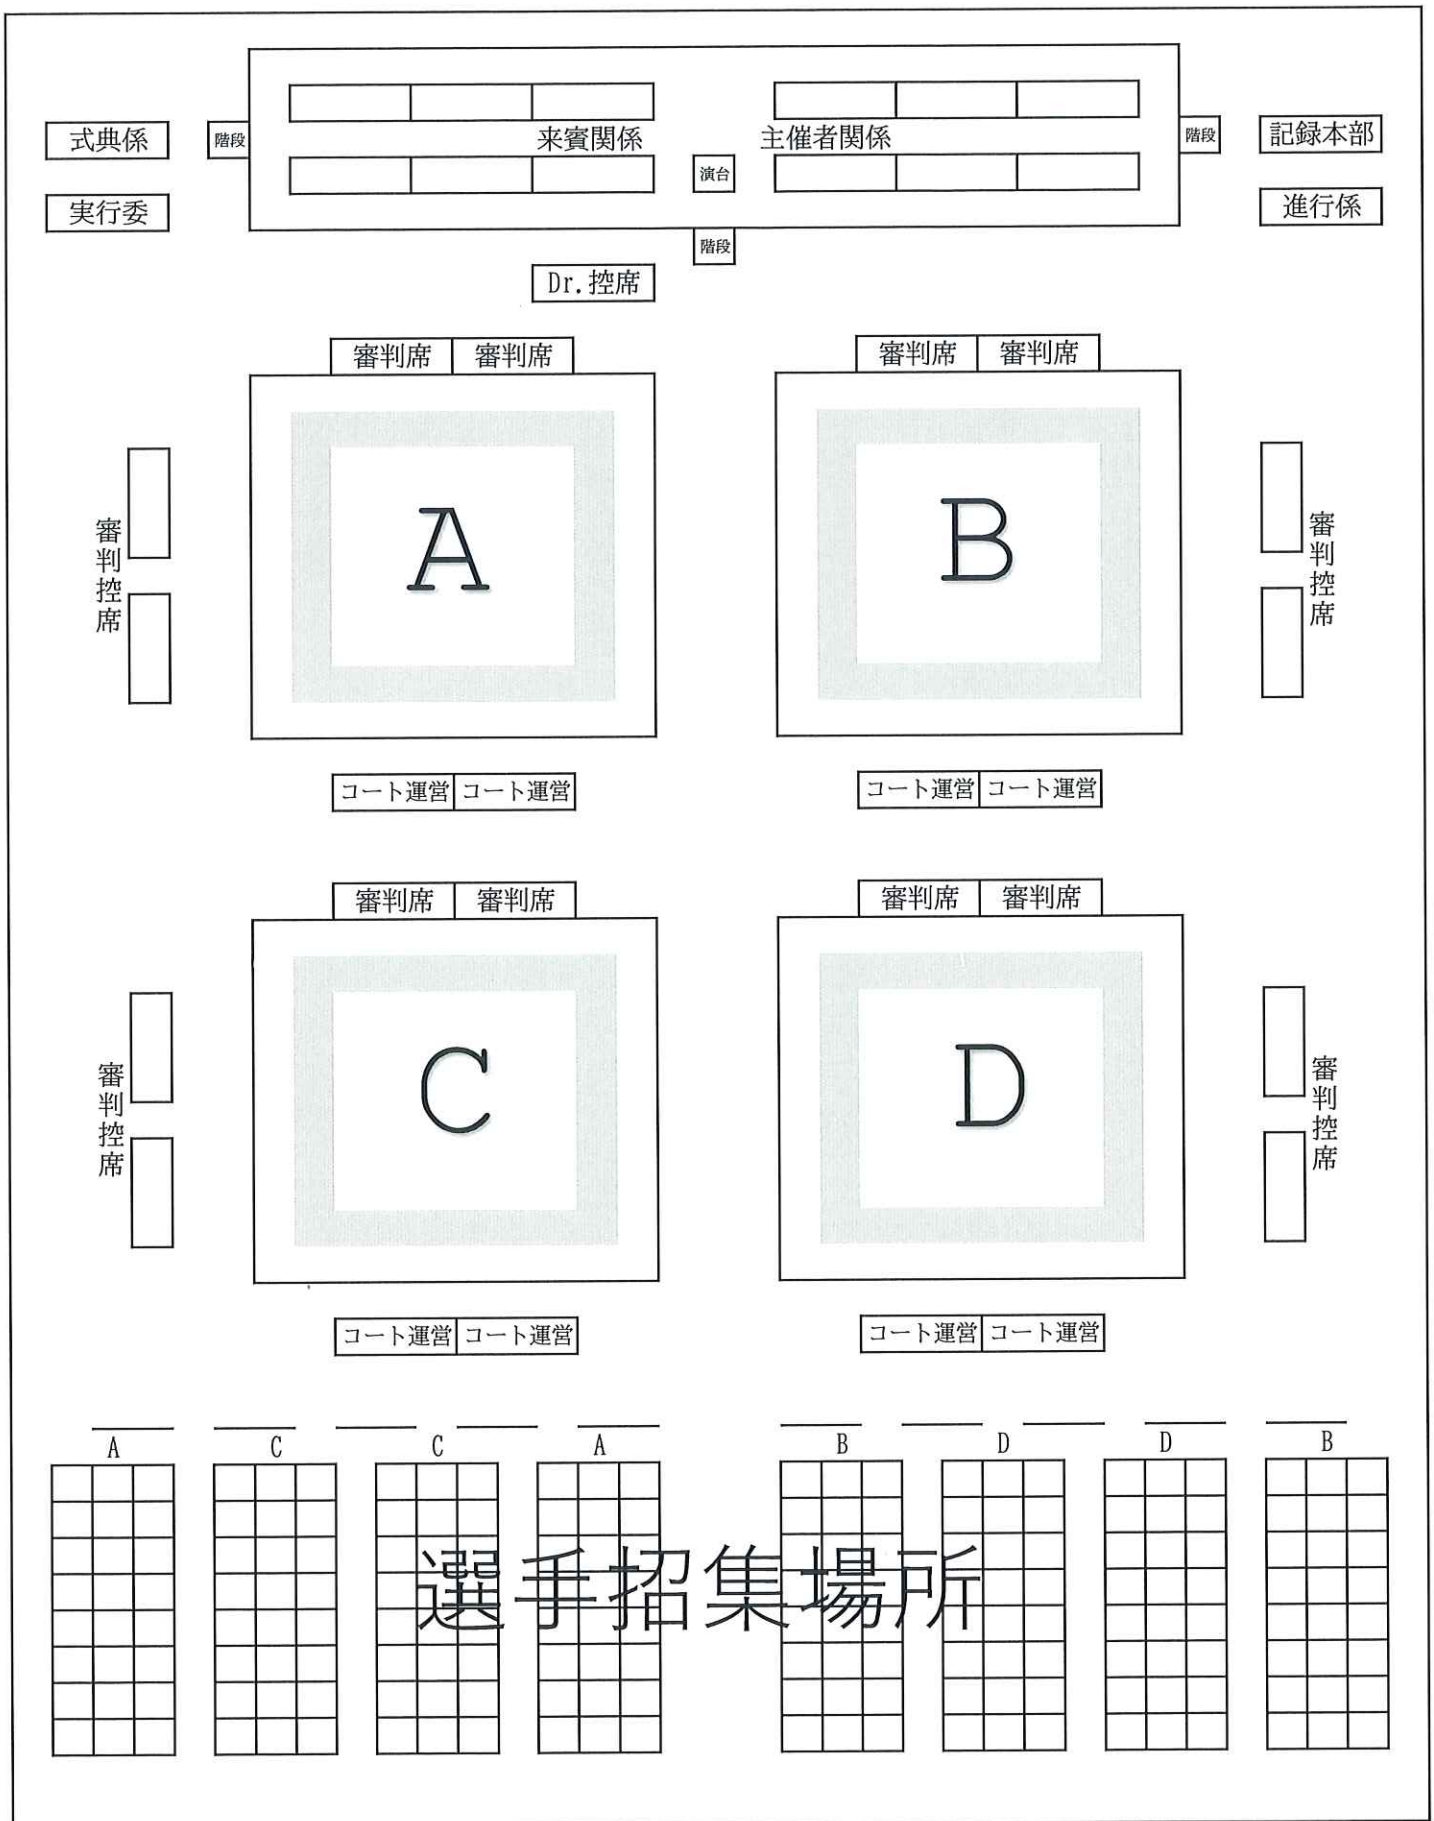 式典係
階段
来賓関係
主催者関係
階段
記録本部
演台
実行委
進行係
階段
Dr.控席
審判席 審判席
審判席 審判席
A
B
審判控席
審判控席
コート運営 コート運営
コート運営 コート運営
審判席 審判席
審判席 審判席
C
D
審判控席
審判控席
コート運営 コート運営
コート運営 コート運営
A C C A B D D B
選手招集場所